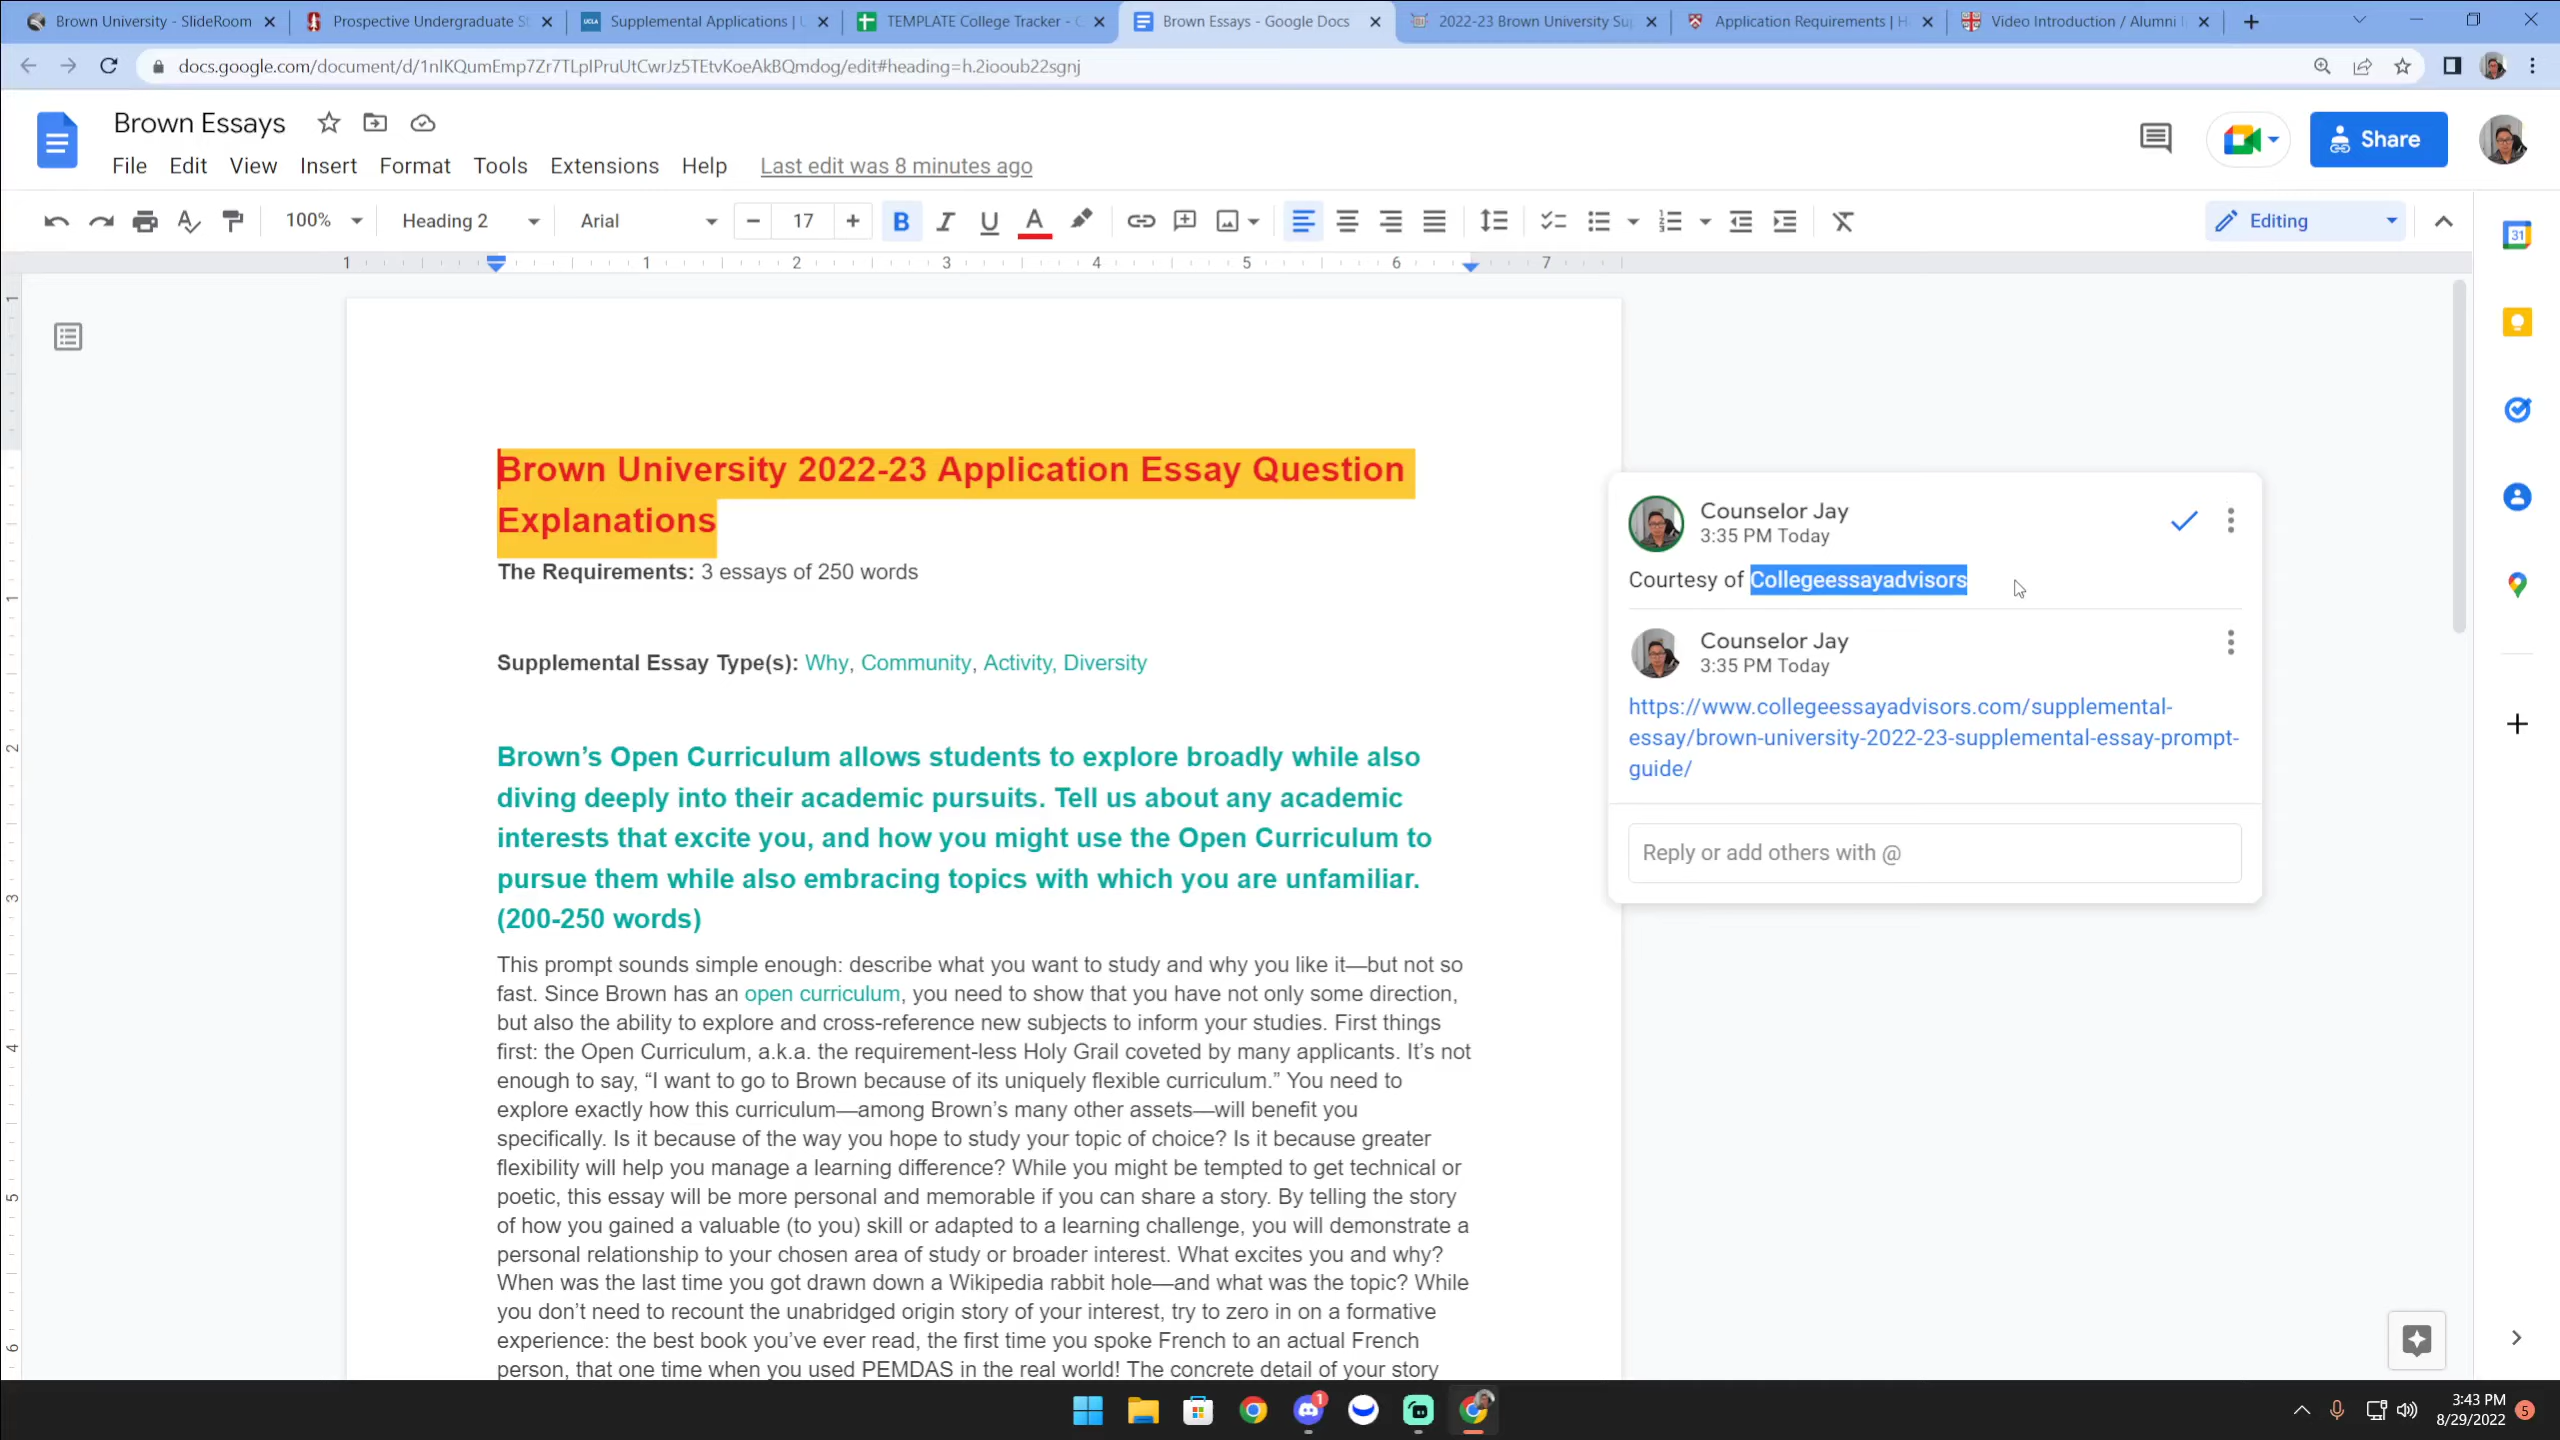 Brown University - SlideRoom
Prospective Undergraduate St
Supplemental Applications | U
TEMPLATE College Tracker - G
Brown Essays - Google Docs
2022-23 Brown University Sup
Application Requirements | H
Video Introduction / Alumni I
docs.google.com/document/d/1nIKQumEmp7Zr7TLpIPruUtCwrJz5TEtvKoeAkBQmdog/edit#heading=h.2iooub22sgnj
Brown Essays
File Edit View Insert Format Tools Extensions Help Last edit was 8 minutes ago
Share
100% Heading 2 Arial 17 B I U A Editing
31
1 1 2 3 4 5 6 7
1
1
2
3
4
5
6
Brown University 2022-23 Application Essay Question
Explanations
The Requirements: 3 essays of 250 words
Supplemental Essay Type(s): Why, Community, Activity, Diversity
Brown’s Open Curriculum allows students to explore broadly while also
diving deeply into their academic pursuits. Tell us about any academic
interests that excite you, and how you might use the Open Curriculum to
pursue them while also embracing topics with which you are unfamiliar.
(200-250 words)
This prompt sounds simple enough: describe what you want to study and why you like it—but not so
fast. Since Brown has an open curriculum, you need to show that you have not only some direction,
but also the ability to explore and cross-reference new subjects to inform your studies. First things
first: the Open Curriculum, a.k.a. the requirement-less Holy Grail coveted by many applicants. It’s not
enough to say, “I want to go to Brown because of its uniquely flexible curriculum.” You need to
explore exactly how this curriculum—among Brown’s many other assets—will benefit you
specifically. Is it because of the way you hope to study your topic of choice? Is it because greater
flexibility will help you manage a learning difference? While you might be tempted to get technical or
poetic, this essay will be more personal and memorable if you can share a story. By telling the story
of how you gained a valuable (to you) skill or adapted to a learning challenge, you will demonstrate a
personal relationship to your chosen area of study or broader interest. What excites you and why?
When was the last time you got drawn down a Wikipedia rabbit hole—and what was the topic? While
you don’t need to recount the unabridged origin story of your interest, try to zero in on a formative
experience: the best book you’ve ever read, the first time you spoke French to an actual French
person, that one time when you used PEMDAS in the real world! The concrete detail of your story
Counselor Jay
3:35 PM Today
Courtesy of Collegeessayadvisors
Counselor Jay
3:35 PM Today
https://www.collegeessayadvisors.com/supplemental-
essay/brown-university-2022-23-supplemental-essay-prompt-
guide/
Reply or add others with @
1
3:43 PM
8/29/2022
5